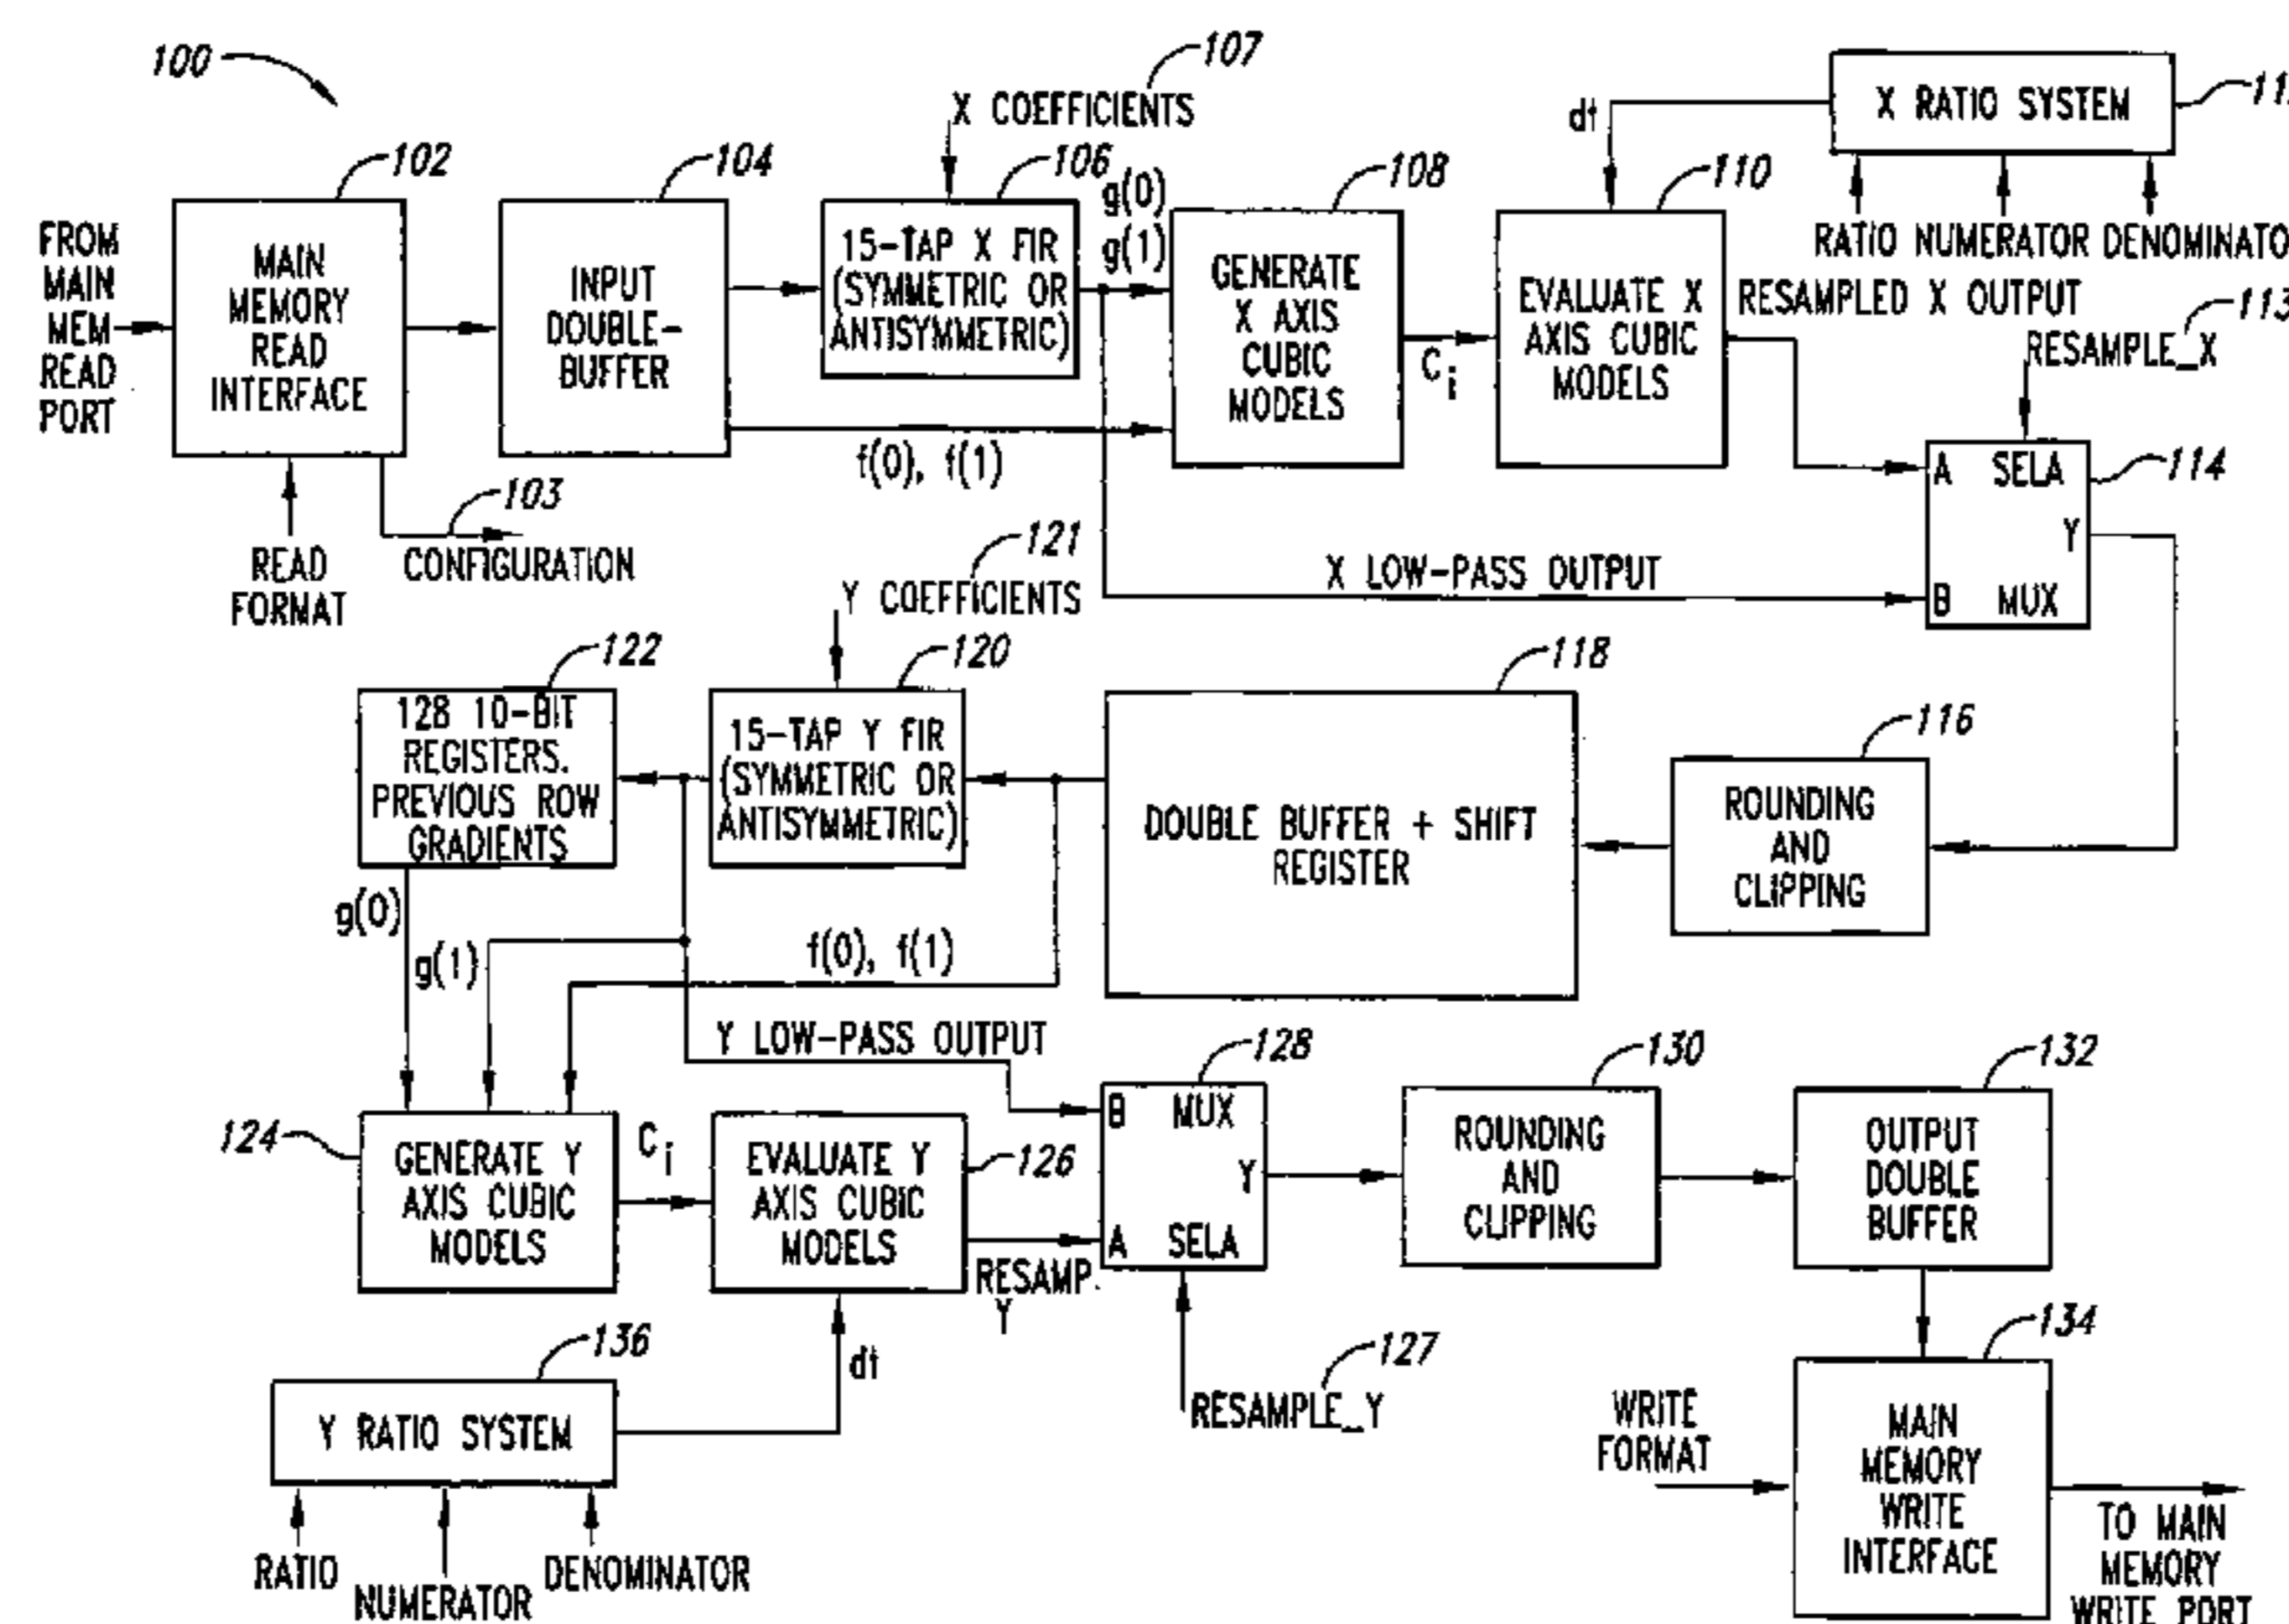 100
107
X COEFFICIENTS
102
104
106
g(0)
g(1)
108
110
dt
X RATIO SYSTEM
RATIO NUMERATOR
FROM
MAIN
MEM
READ
PORT
MAIN
MEMORY
READ
INTERFACE
INPUT
DOUBLE-
BUFFER
15-TAP X FIR
(SYMMETRIC OR
ANTISYMMETRIC)
GENERATE
X AXIS
CUBIC
MODELS
C i
EVALUATE X
AXIS CUBIC
MODELS
RESAMPLED X OUTPUT
113
RESAMPLE_X
f(0), f(1)
A SELA
Y
B MUX
114
103
READ
FORMAT
CONFIGURATION
121
Y COEFFICIENTS
X LOW-PASS OUTPUT
122
120
118
116
128 10-BIT
REGISTERS.
PREVIOUS ROW
GRADIENTS
15-TAP Y FIR
(SYMMETRIC OR
ANTISYMMETRIC)
DOUBLE BUFFER + SHIFT
REGISTER
ROUNDING
AND
CLIPPING
g(0)
g(1)
f(0), f(1)
Y LOW-PASS OUTPUT
128
130
132
124
GENERATE Y
AXIS CUBIC
MODELS
C i
EVALUATE Y
AXIS CUBIC
MODELS
126
RESAMP.
Y
B MUX
Y
A SELA
ROUNDING
AND
CLIPPING
OUTPUT
DOUBLE
BUFFER
136
dt
127
RESAMPLE_Y
134
Y RATIO SYSTEM
RATIO
NUMERATOR
DENOMINATOR
WRITE
FORMAT
MAIN
MEMORY
WRITE
INTERFACE
TO MAIN
MEMORY
WRITE PORT